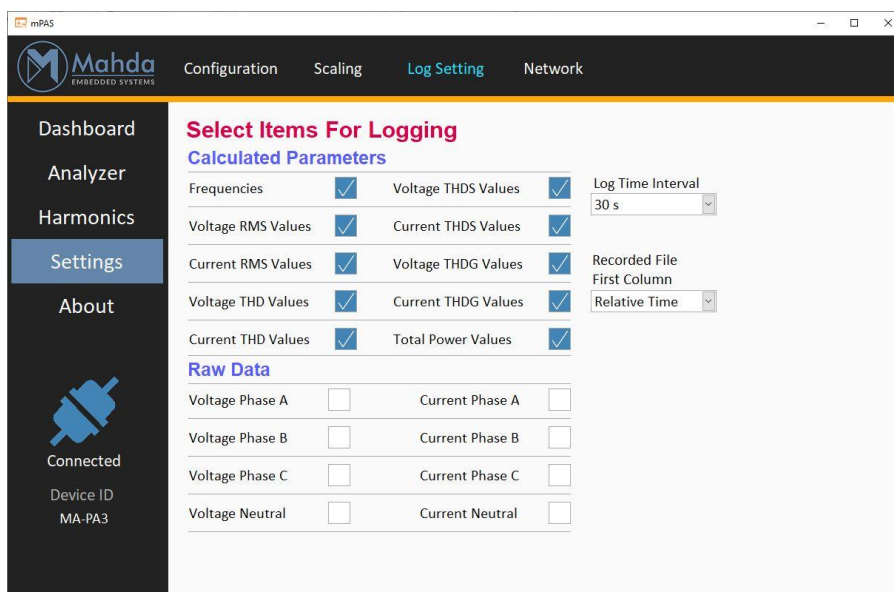 mPAS
Mahda
EMBEDDED SYSTEMS
Configuration Scaling Log Setting Network
Dashboard
Analyzer
Harmonics
Settings
About
Connected
Device ID
MA-PA3
Select Items For Logging
Calculated Parameters
Frequencies Voltage THDS Values
Voltage RMS Values Current THDS Values
Current RMS Values Voltage THDG Values
Voltage THD Values Current THDG Values
Current THD Values Total Power Values
Raw Data
Voltage Phase A Current Phase A
Voltage Phase B Current Phase B
Voltage Phase C Current Phase C
Voltage Neutral Current Neutral
Log Time Interval
30 s
Recorded File
First Column
Relative Time